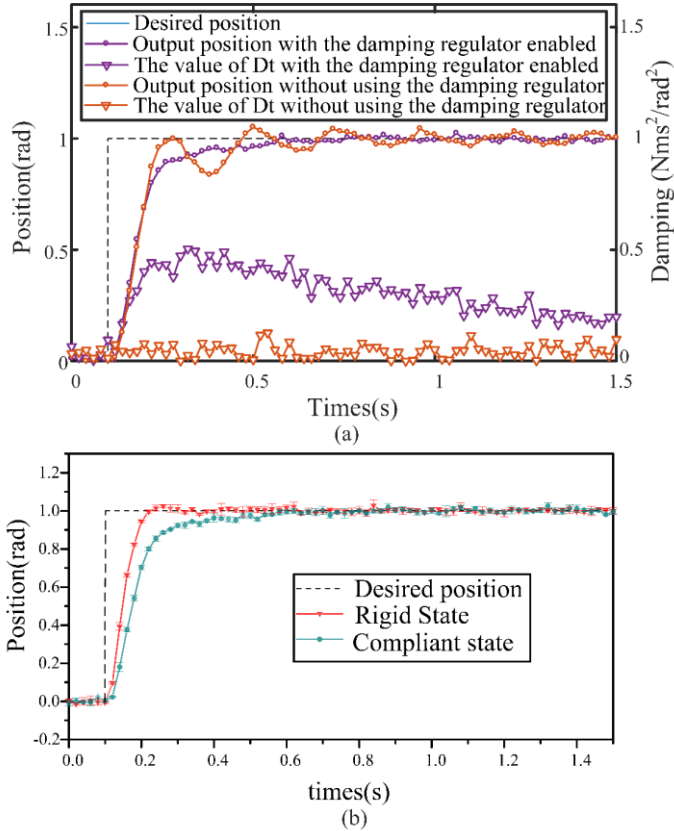 Desired position
Output position with the damping regulator enabled
The value of Dt with the damping regulator enabled
Output position without using the damping regulator
The value of Dt without using the damping regulator
1.5
1
0.5
0
Position(rad)
1.5
1
0.5
0
Damping (Nms²/rad²)
0 0.5 1 1.5
Times(s)
(a)
1.2
1.0
0.8
0.6
0.4
0.2
0.0
-0.2
Position(rad)
Desired position
Rigid State
Compliant state
0.0 0.2 0.4 0.6 0.8 1.0 1.2 1.4
times(s)
(b)